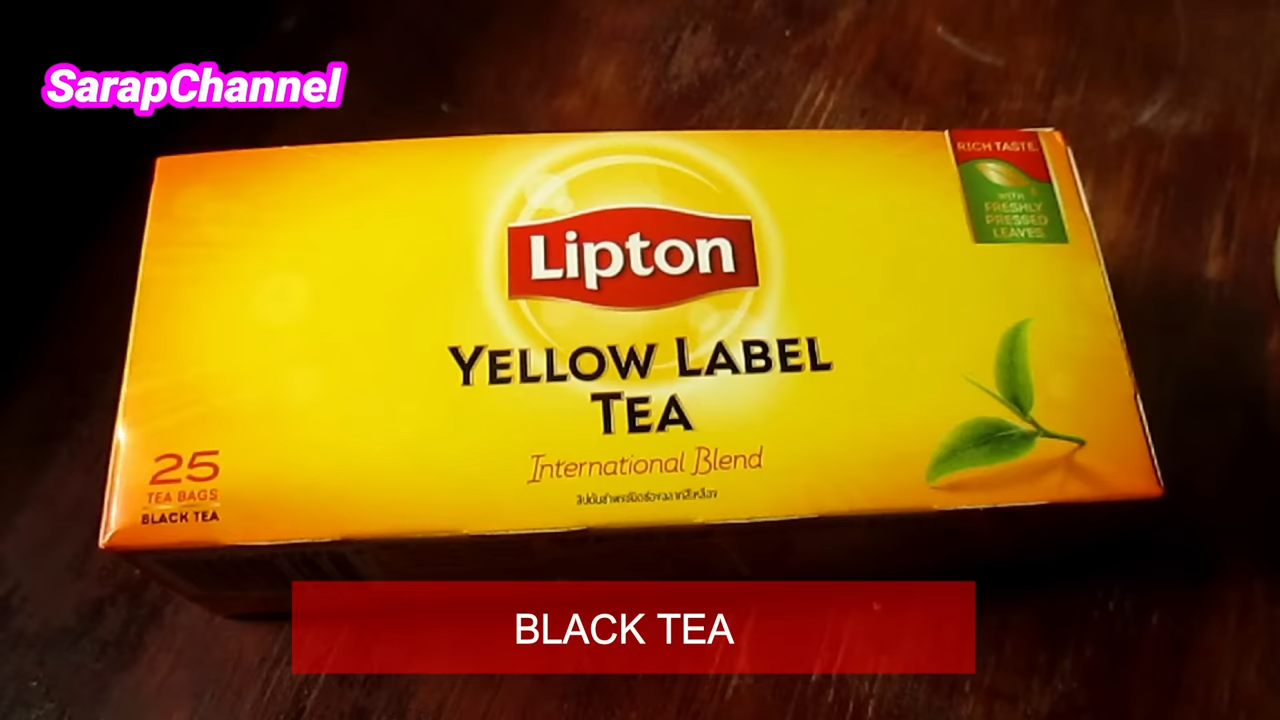 SarapChannel
RICH TASTE
WITH
FRESHLY
PRESSED
LEAVES
Lipton
YELLOW LABEL
TEA
International Blend
25
TEA BAGS
BLACK TEA
BLACK TEA